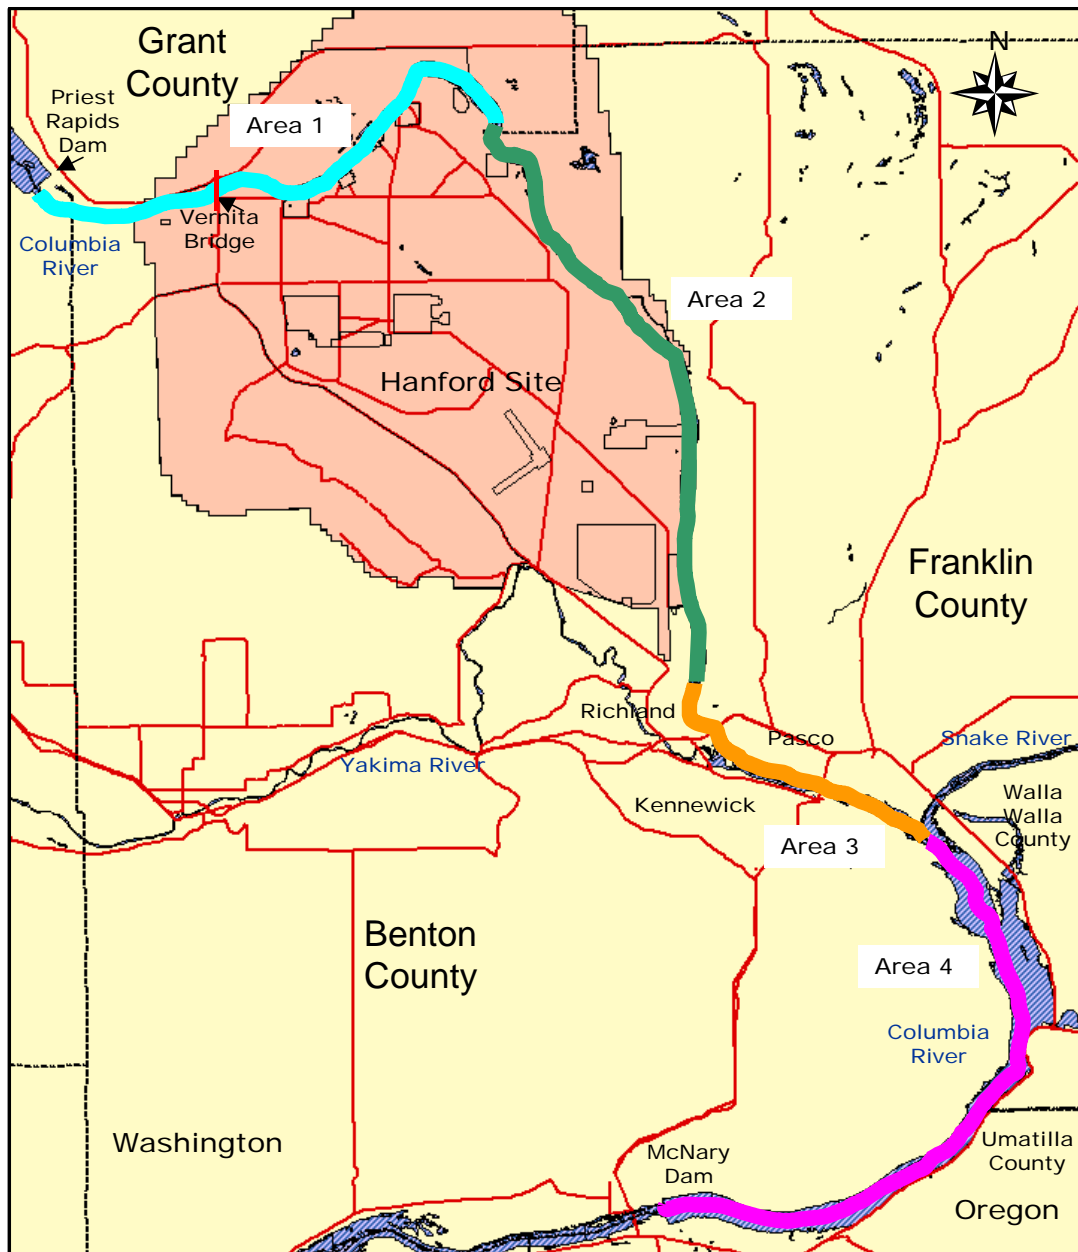 Grant
County
N
Priest
Rapids
Dam
Area 1
Vernita
Bridge
Columbia
River
Area 2
Hanford Site
Franklin
County
Richland
Pasco
Snake River
Yakima River
Kennewick
Walla
Walla
County
Area 3
Benton
County
Area 4
Columbia
River
Washington
McNary
Dam
Umatilla
County
Oregon